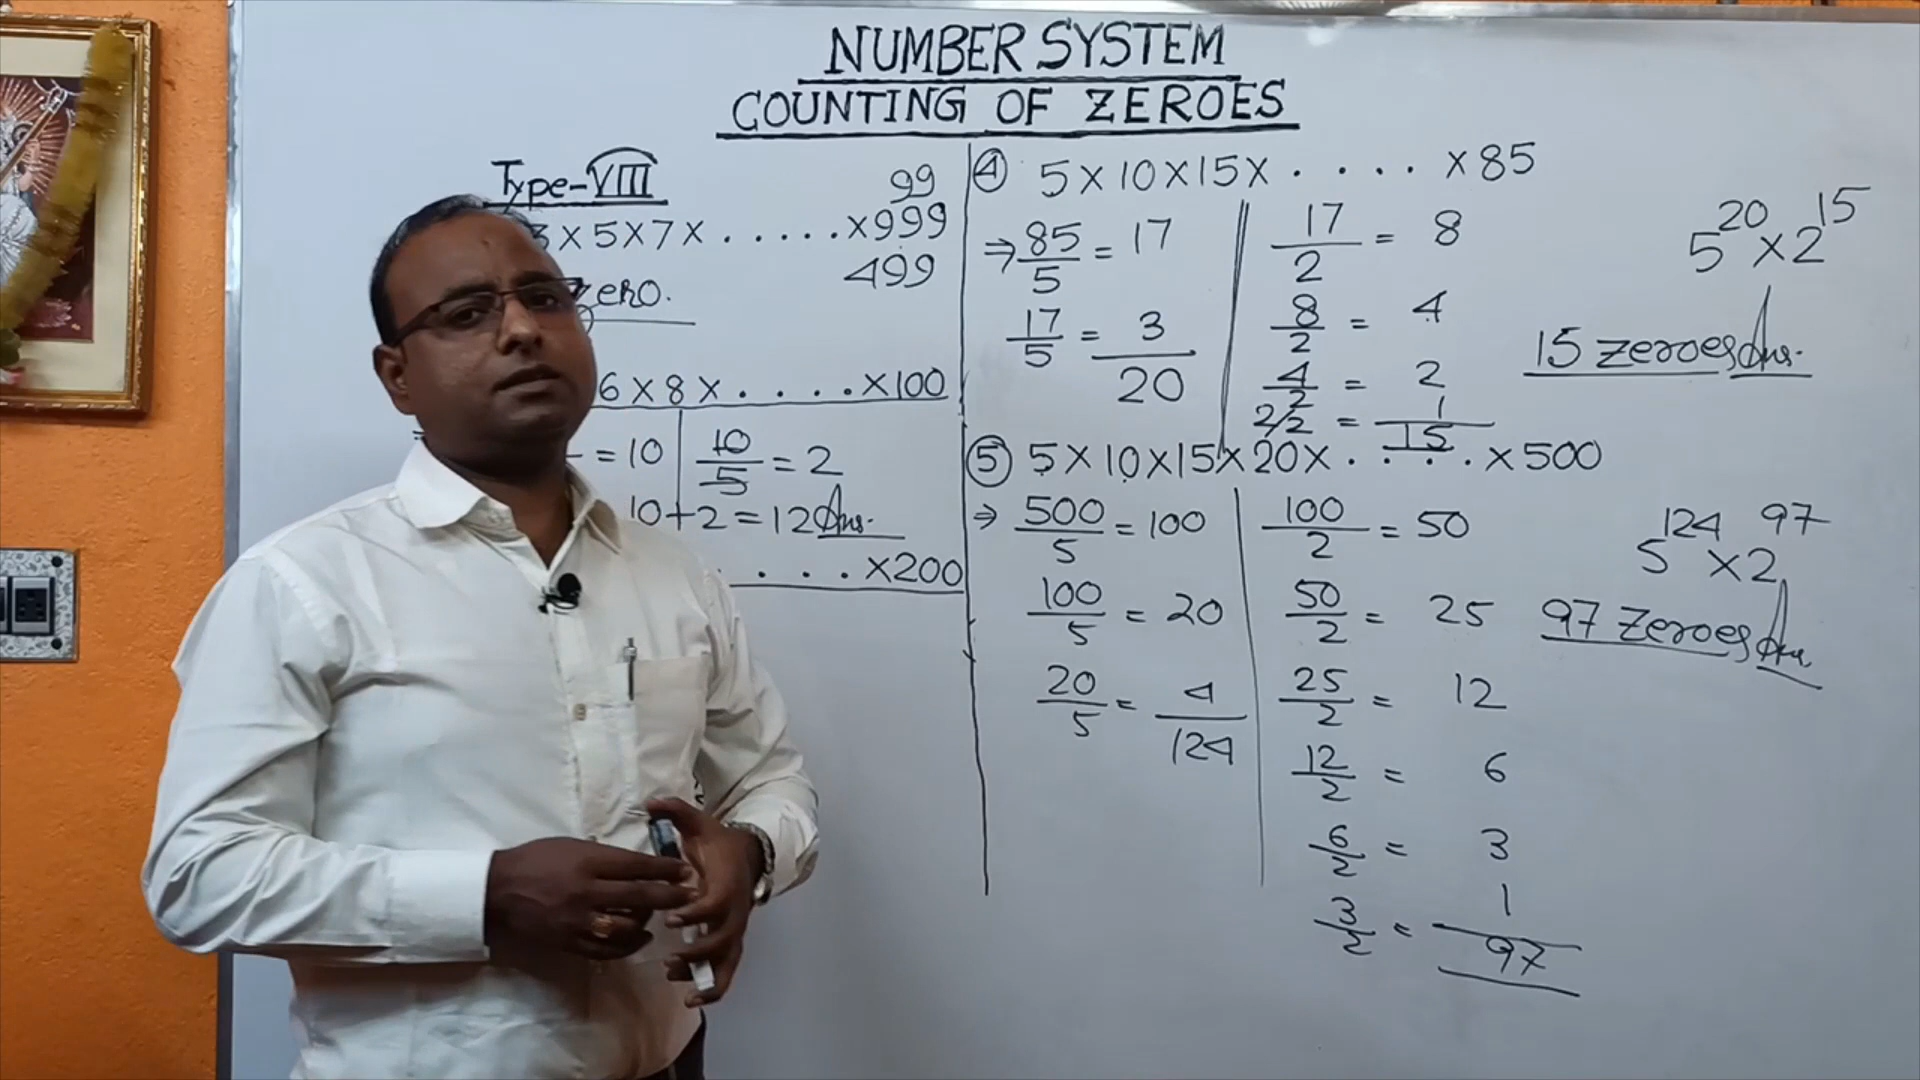 NUMBER SYSTEM
COUNTING OF ZEROES
Type-VIII
99
3×5×7×.....×999
499
Zero.
6×8×....×100
= 10
10/5 = 2
10+2=12 Ans.
....×200
④ 5×10×15×....×85
⇒ 85/5 = 17
17/5 = 3
20
17/2 = 8
8/2 = 4
4/2 = 2
2/2 = 1
15
5^20 × 2^15
15 zeroes Ans.
⑤ 5×10×15×20×....×500
⇒ 500/5 = 100
100/5 = 20
20/5 = 4
124
100/2 = 50
50/2 = 25
25/2 = 12
12/2 = 6
6/2 = 3
3/2 = 1
97
5^124 × 2^97
97 Zeroes Ans.